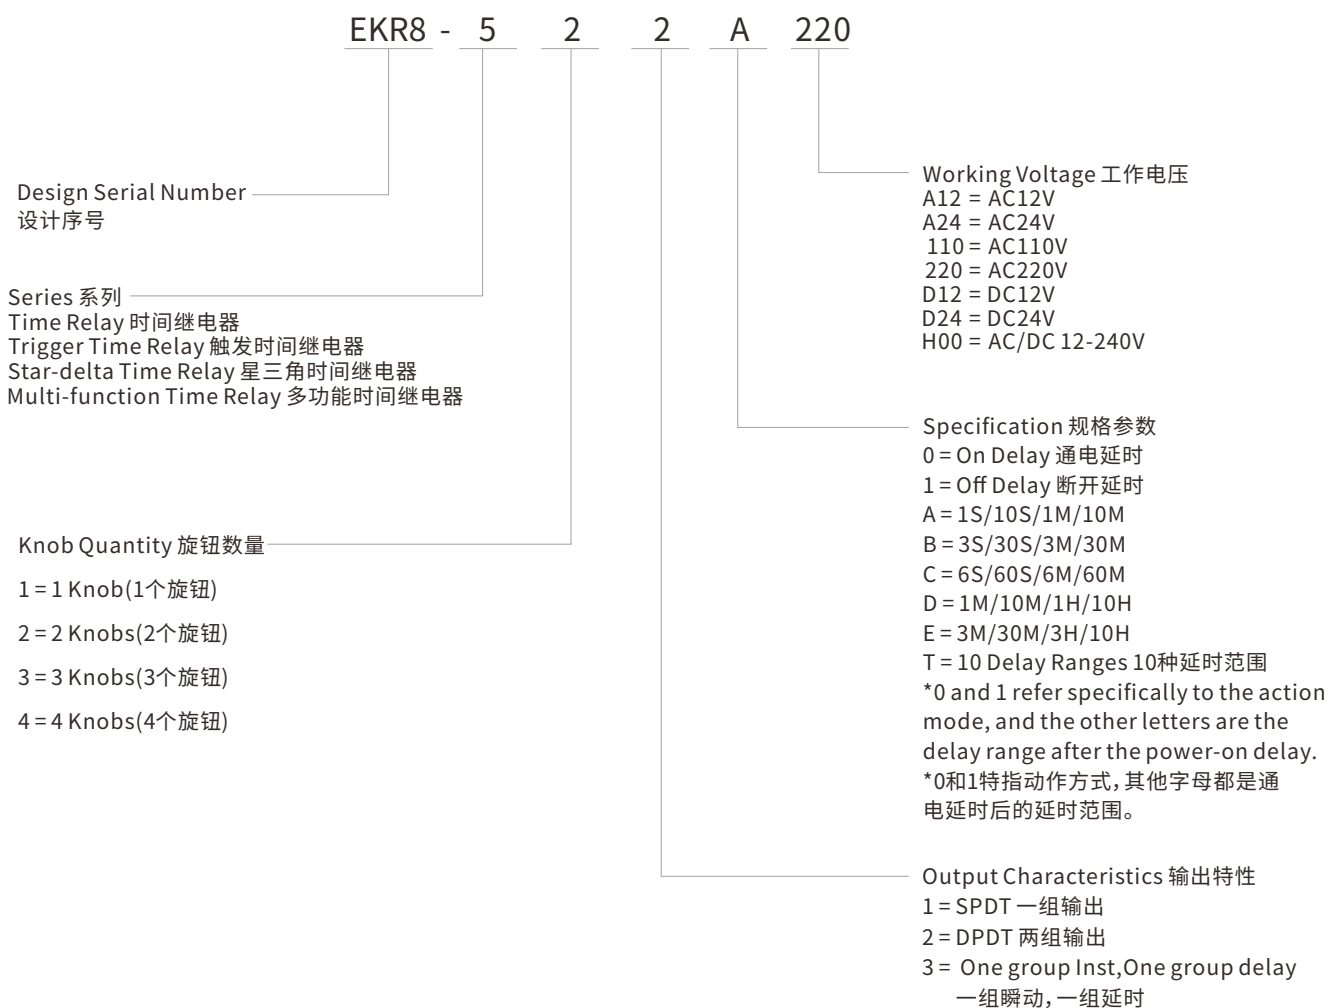 EKR8 - 5 2 2 A 220
Design Serial Number
设计序号
Series 系列
Time Relay 时间继电器
Trigger Time Relay 触发时间继电器
Star-delta Time Relay 星三角时间继电器
Multi-function Time Relay 多功能时间继电器
Knob Quantity 旋钮数量
1 = 1 Knob(1个旋钮)
2 = 2 Knobs(2个旋钮)
3 = 3 Knobs(3个旋钮)
4 = 4 Knobs(4个旋钮)
Working Voltage 工作电压
A12 = AC12V
A24 = AC24V
110 = AC110V
220 = AC220V
D12 = DC12V
D24 = DC24V
H00 = AC/DC 12-240V
Specification 规格参数
0 = On Delay 通电延时
1 = Off Delay 断开延时
A = 1S/10S/1M/10M
B = 3S/30S/3M/30M
C = 6S/60S/6M/60M
D = 1M/10M/1H/10H
E = 3M/30M/3H/10H
T = 10 Delay Ranges 10种延时范围
*0 and 1 refer specifically to the action
mode, and the other letters are the
delay range after the power-on delay.
*0和1特指动作方式，其他字母都是通
电延时后的延时范围。
Output Characteristics 输出特性
1 = SPDT 一组输出
2 = DPDT 两组输出
3 = One group Inst,One group delay
一组瞬动，一组延时